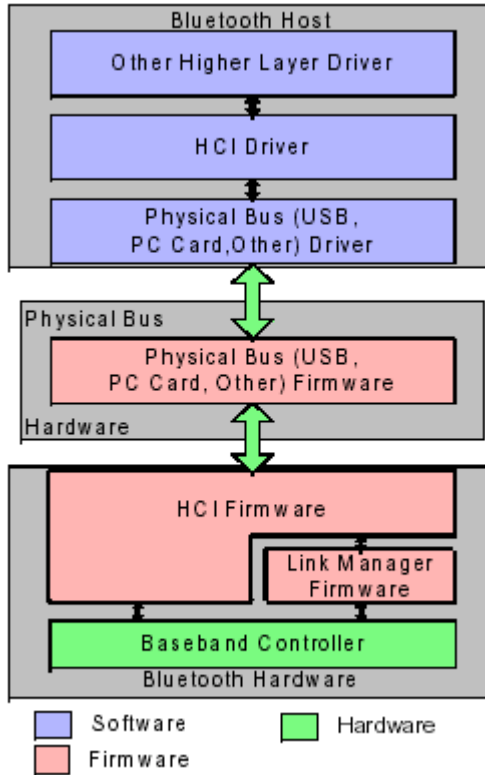 Bluetooth Host
Other Higher Layer Driver
HCI Driver
Physical Bus (USB,
PC Card,Other) Driver
Physical Bus
Physical Bus (USB,
PC Card, Other) Firmware
Hardware
HCI Firmware
Link Manager
Firmware
Baseband Controller
Bluetooth Hardware
Software
Hardware
Firmware